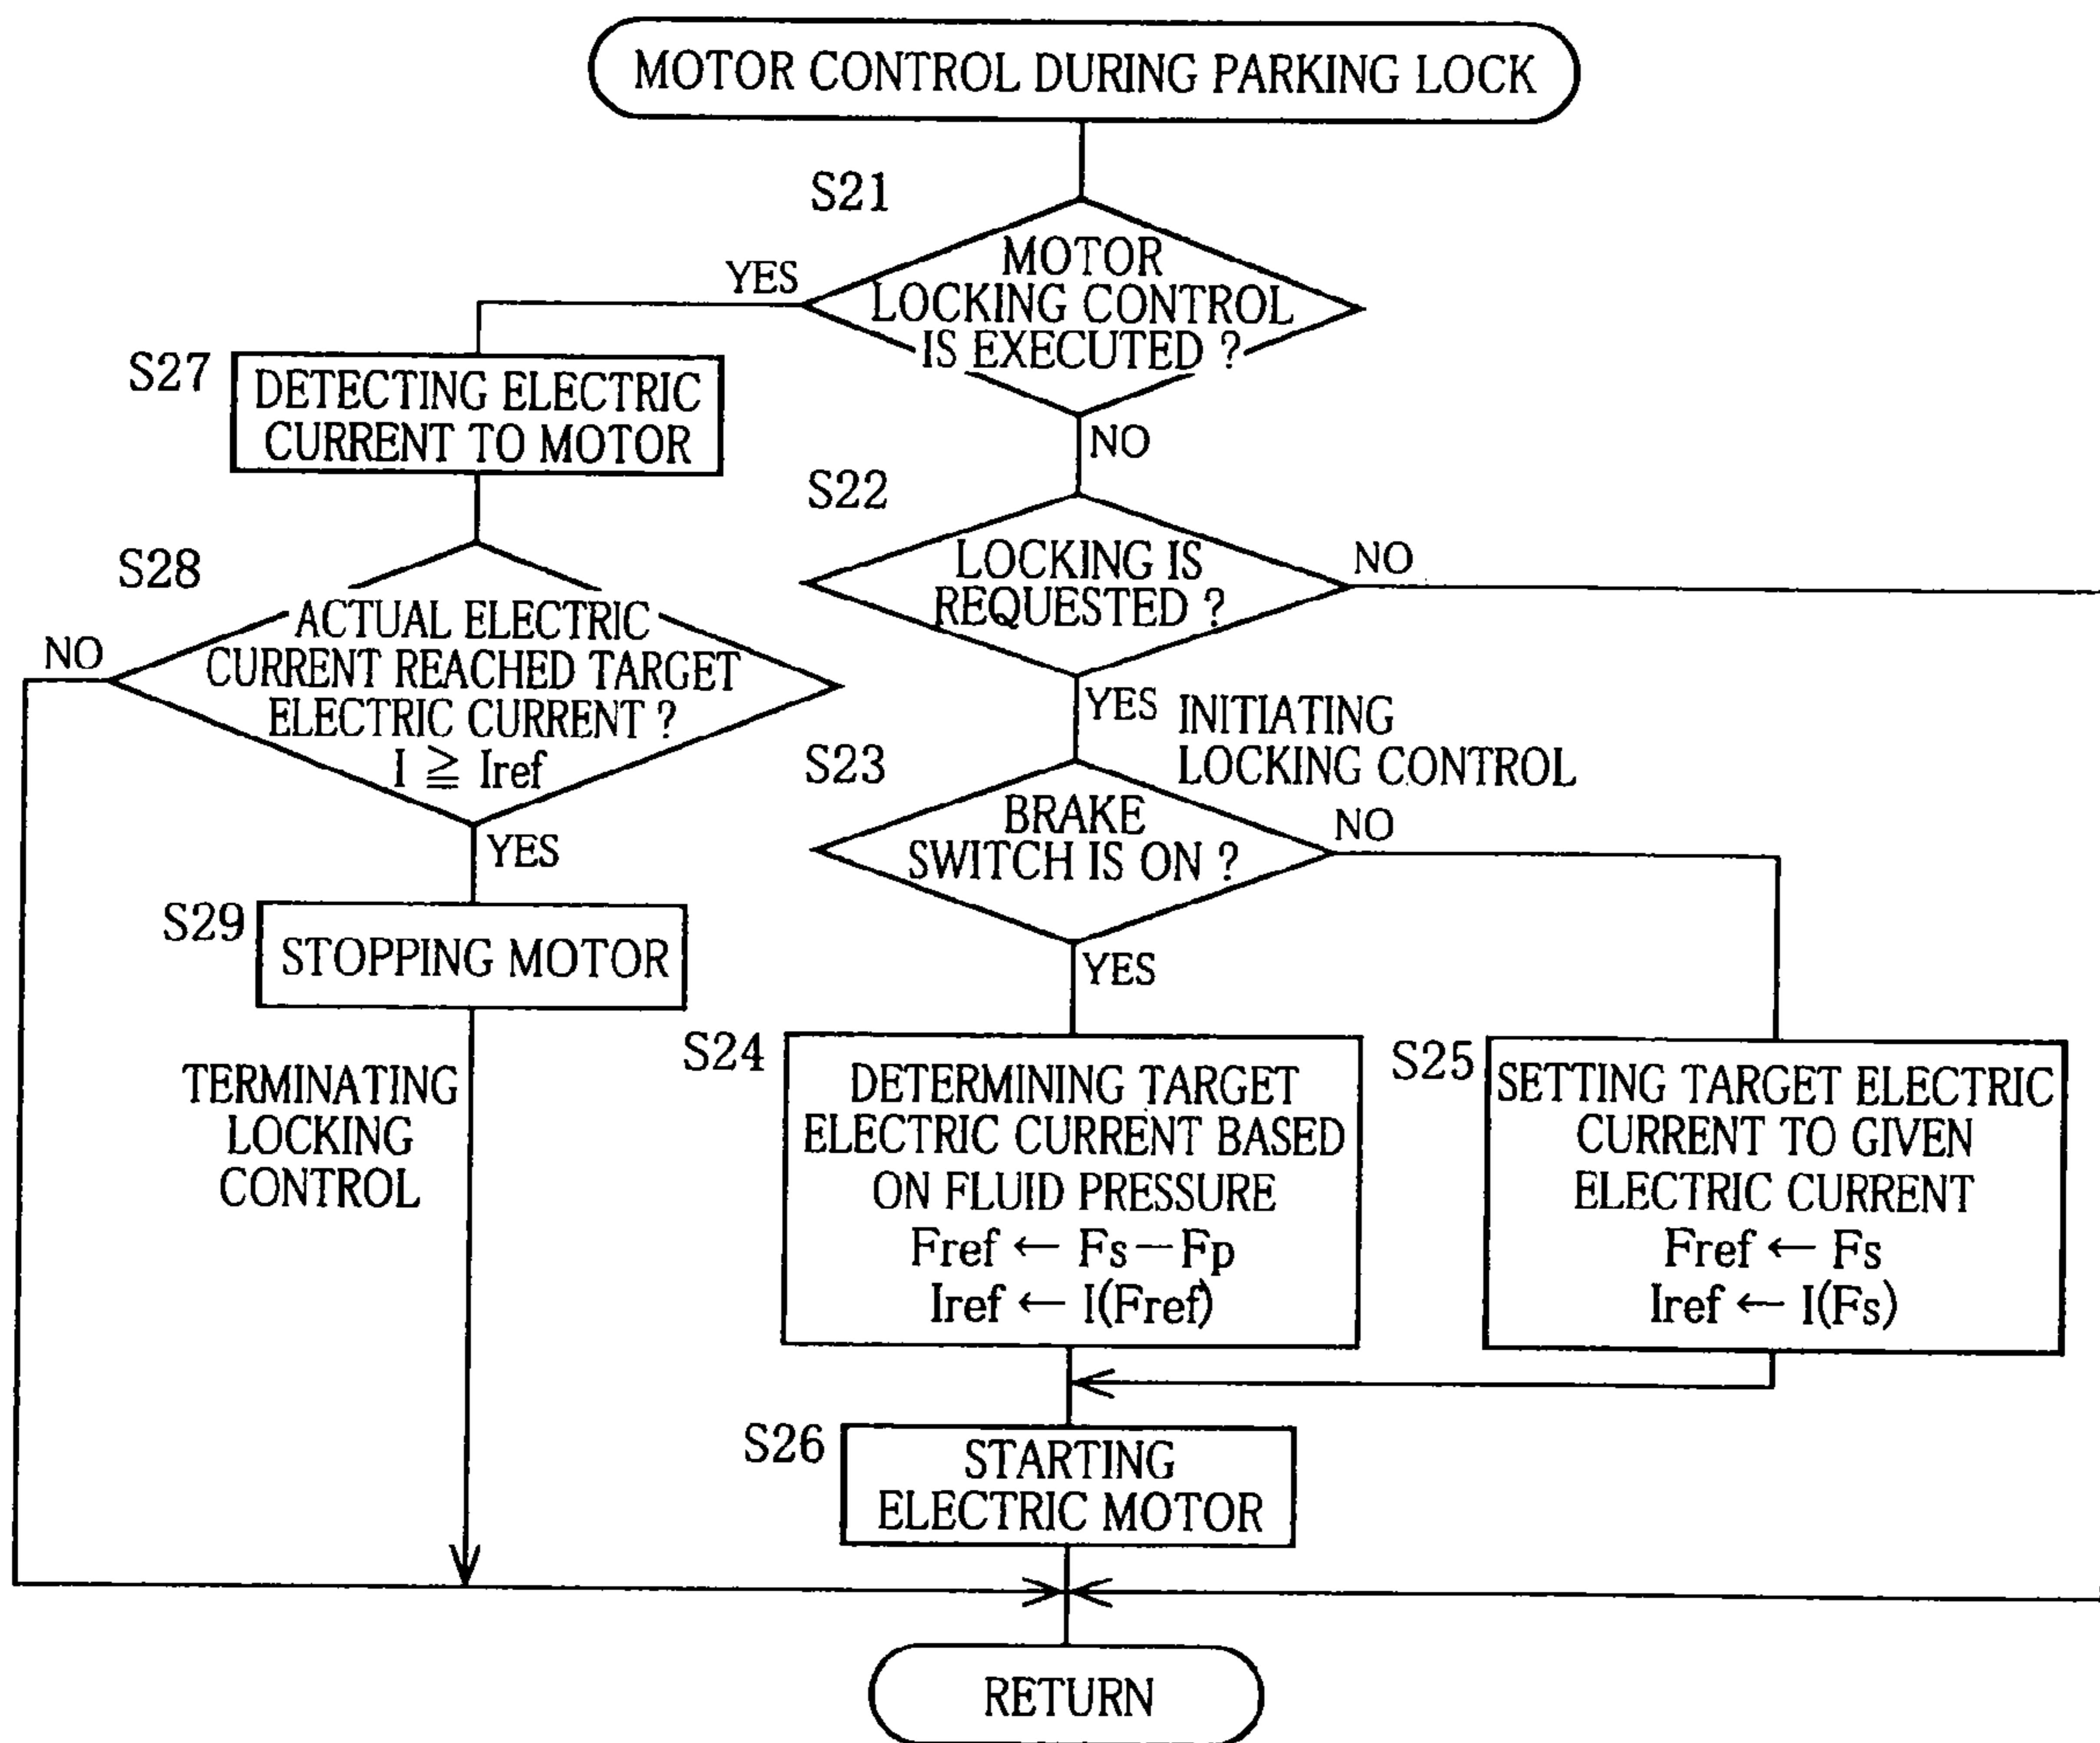 MOTOR CONTROL DURING PARKING LOCK
S21
MOTOR
LOCKING CONTROL
IS EXECUTED ?
YES
NO
S27
DETECTING ELECTRIC
CURRENT TO MOTOR
S22
LOCKING IS
REQUESTED ?
NO
YES
INITIATING
LOCKING CONTROL
S28
ACTUAL ELECTRIC
CURRENT REACHED TARGET
ELECTRIC CURRENT ?
I ≧ Iref
NO
YES
S23
BRAKE
SWITCH IS ON ?
NO
YES
S29
STOPPING MOTOR
TERMINATING
LOCKING
CONTROL
S24
DETERMINING TARGET
ELECTRIC CURRENT BASED
ON FLUID PRESSURE
Fref ← Fs－Fp
Iref ← I(Fref)
S25
SETTING TARGET ELECTRIC
CURRENT TO GIVEN
ELECTRIC CURRENT
Fref ← Fs
Iref ← I(Fs)
S26
STARTING
ELECTRIC MOTOR
RETURN